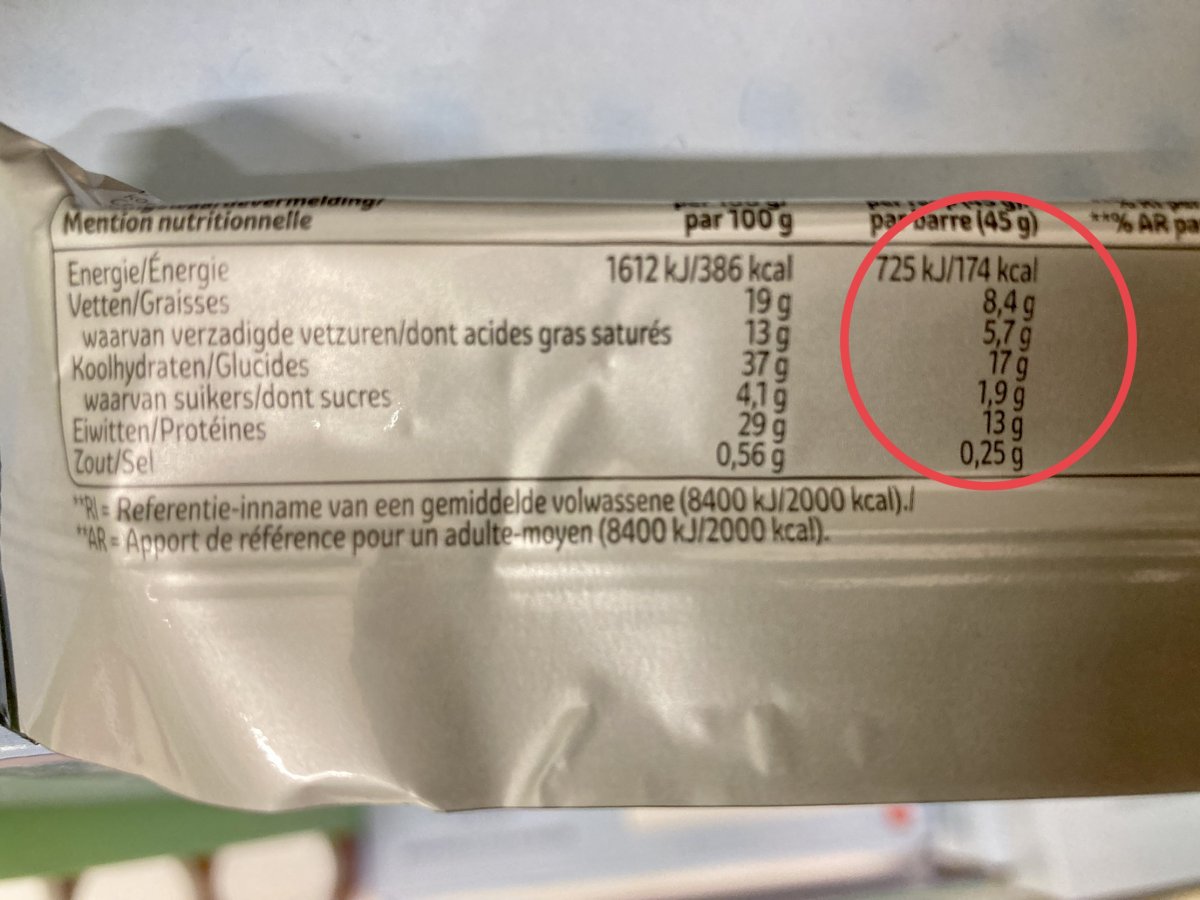 Mention nutritionnelle par 100 g par barre (45 g) **% AR pa
Energie/Énergie 1612 kJ/386 kcal 725 kJ/174 kcal
Vetten/Graisses 19 g 8,4 g
waarvan verzadigde vetzuren/dont acides gras saturés 13 g 5,7 g
Koolhydraten/Glucides 37 g 17 g
waarvan suikers/dont sucres 4,1 g 1,9 g
Eiwitten/Protéines 29 g 13 g
Zout/Sel 0,56 g 0,25 g
**RI = Referentie-inname van een gemiddelde volwassene (8400 kJ/2000 kcal)./
**AR = Apport de référence pour un adulte-moyen (8400 kJ/2000 kcal).